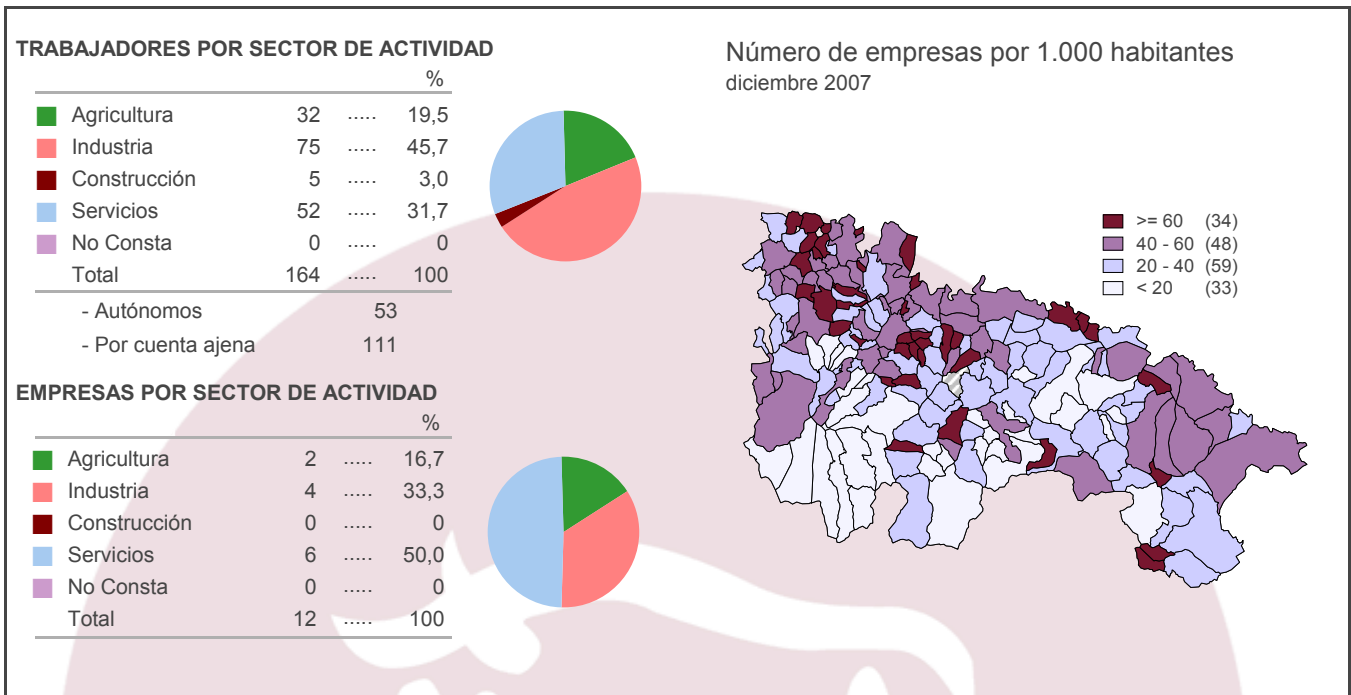 TRABAJADORES POR SECTOR DE ACTIVIDAD
%
Agricultura 32 ..... 19,5
Industria 75 ..... 45,7
Construcción 5 ..... 3,0
Servicios 52 ..... 31,7
No Consta 0 ..... 0
Total 164 ..... 100
- Autónomos 53
- Por cuenta ajena 111
EMPRESAS POR SECTOR DE ACTIVIDAD
%
Agricultura 2 ..... 16,7
Industria 4 ..... 33,3
Construcción 0 ..... 0
Servicios 6 ..... 50,0
No Consta 0 ..... 0
Total 12 ..... 100
Número de empresas por 1.000 habitantes
diciembre 2007
>= 60 (34)
40 - 60 (48)
20 - 40 (59)
< 20 (33)